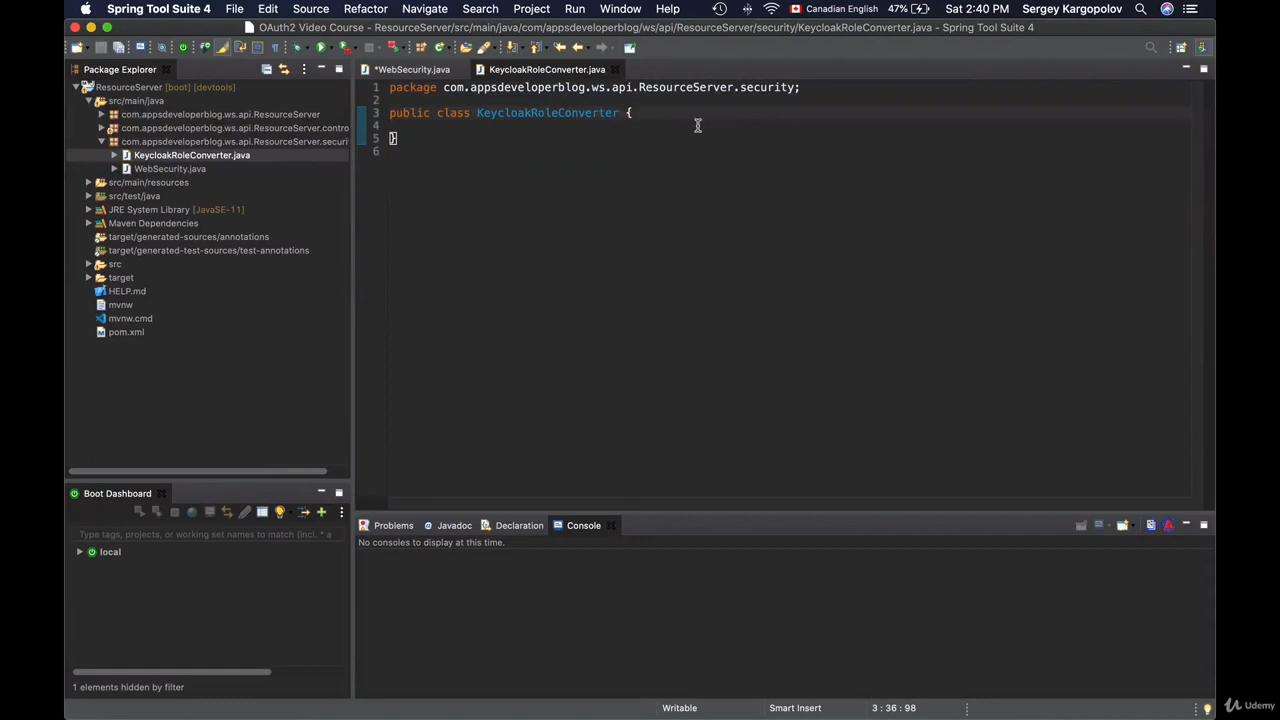 Spring Tool Suite 4 File Edit Source Refactor Navigate Search Project Run Window Help Canadian English 47% Sat 2:40 PM Sergey Kargopolov
OAuth2 Video Course - ResourceServer/src/main/java/com/appsdeveloperblog/ws/api/ResourceServer/security/KeycloakRoleConverter.java - Spring Tool Suite 4
Package Explorer
ResourceServer [boot] [devtools]
src/main/java
com.appsdeveloperblog.ws.api.ResourceServer
com.appsdeveloperblog.ws.api.ResourceServer.contro
com.appsdeveloperblog.ws.api.ResourceServer.securi
KeycloakRoleConverter.java
WebSecurity.java
src/main/resources
src/test/java
JRE System Library [JavaSE-11]
Maven Dependencies
target/generated-sources/annotations
target/generated-test-sources/test-annotations
src
target
HELP.md
mvnw
mvnw.cmd
pom.xml
*WebSecurity.java KeycloakRoleConverter.java
1 package com.appsdeveloperblog.ws.api.ResourceServer.security;
2
3 public class KeycloakRoleConverter {
4
5 }
6
Boot Dashboard
Type tags, projects, or working set names to match (incl. * a
local
1 elements hidden by filter
Problems Javadoc Declaration Console
No consoles to display at this time.
Writable Smart Insert 3 : 36 : 98
Udemy